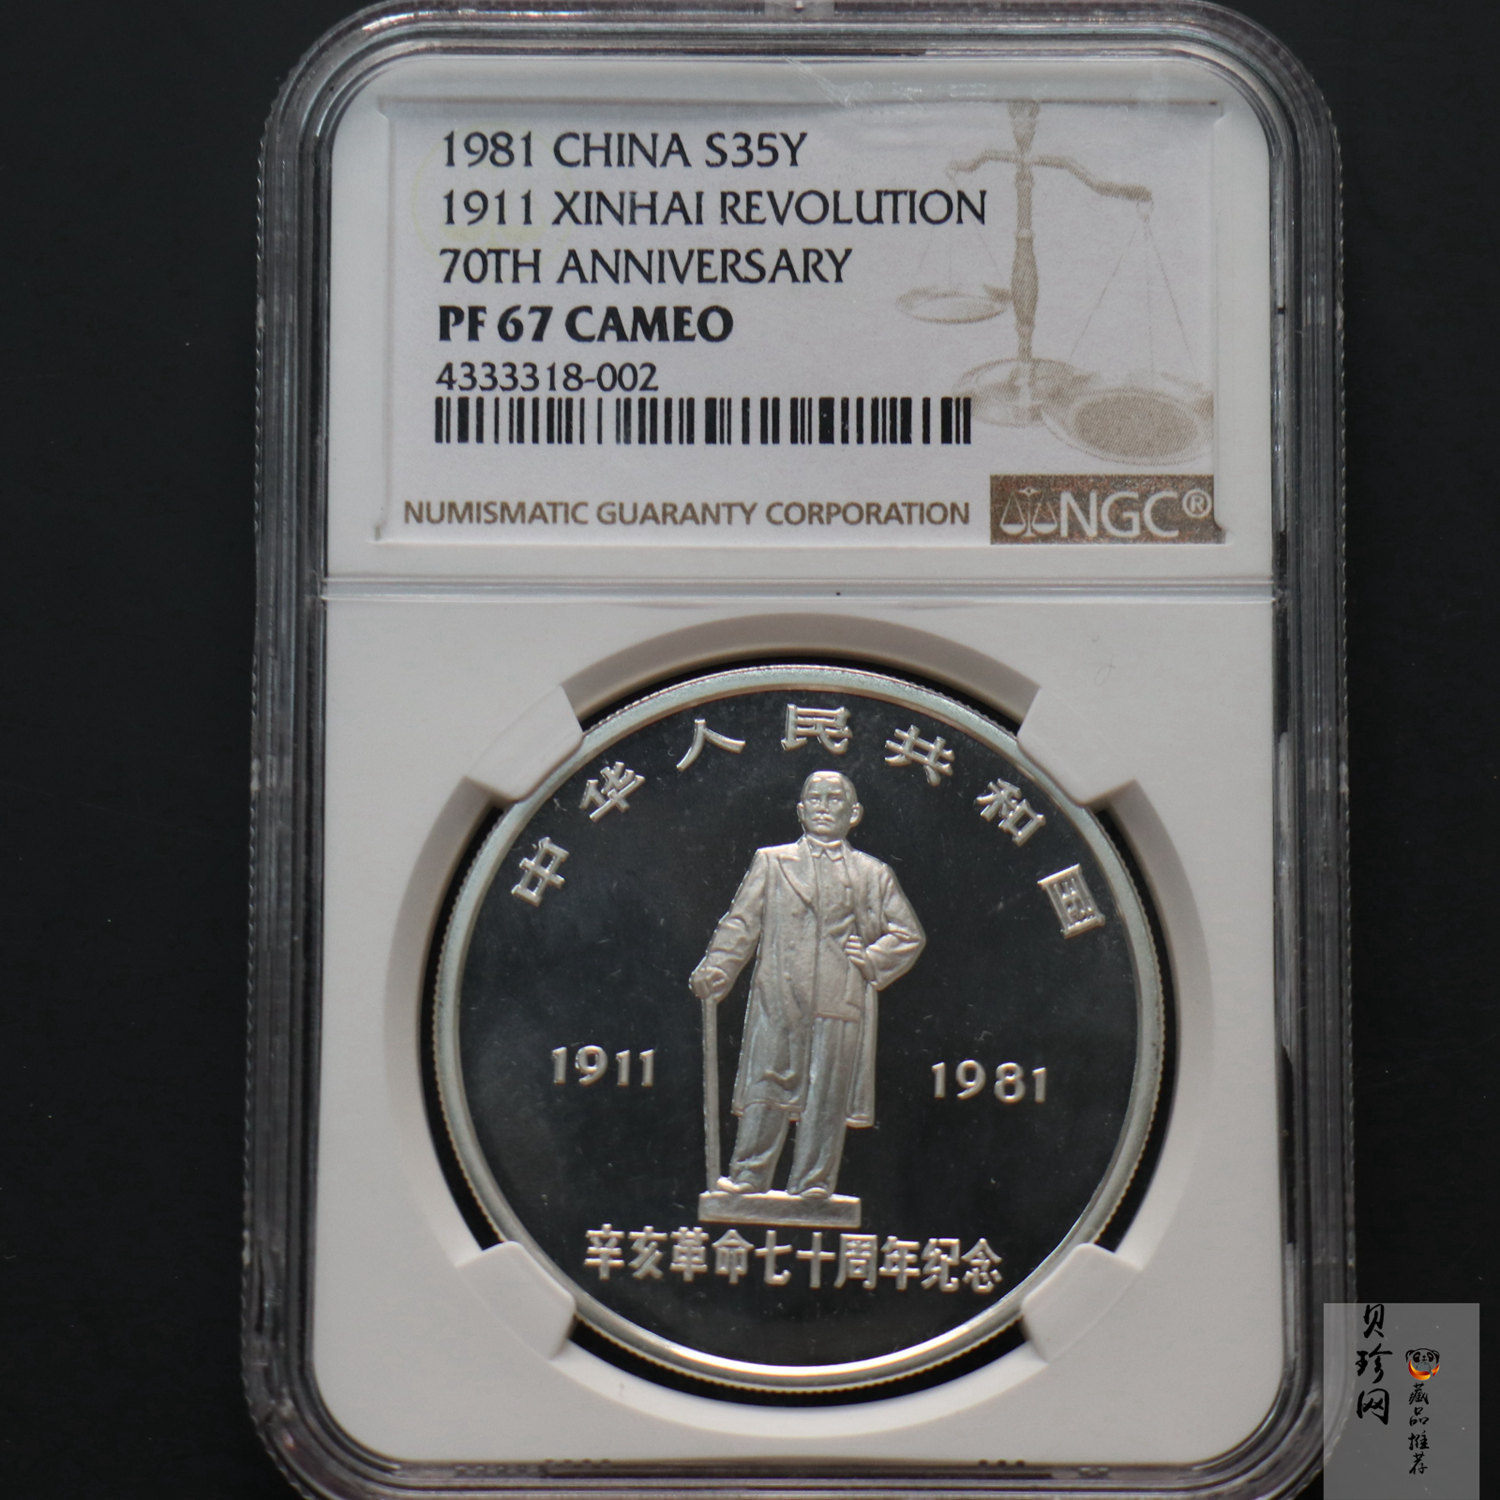 1981 CHINA S35Y
1911 XINHAI REVOLUTION
70TH ANNIVERSARY
PF 67 CAMEO
4333318-002
NUMISMATIC GUARANTY CORPORATION
NGC®
中华人民共和国
1911 1981
辛亥革命七十周年纪念
贝珍网
藏品推荐